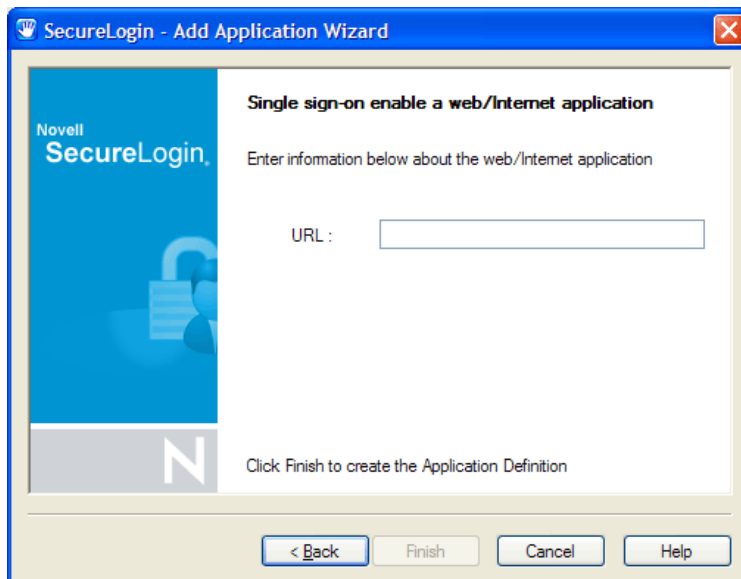 SecureLogin - Add Application Wizard
Single sign-on enable a web/Internet application
Novell
SecureLogin®
Enter information below about the web/Internet application
URL :
N
Click Finish to create the Application Definition
< Back
Finish
Cancel
Help